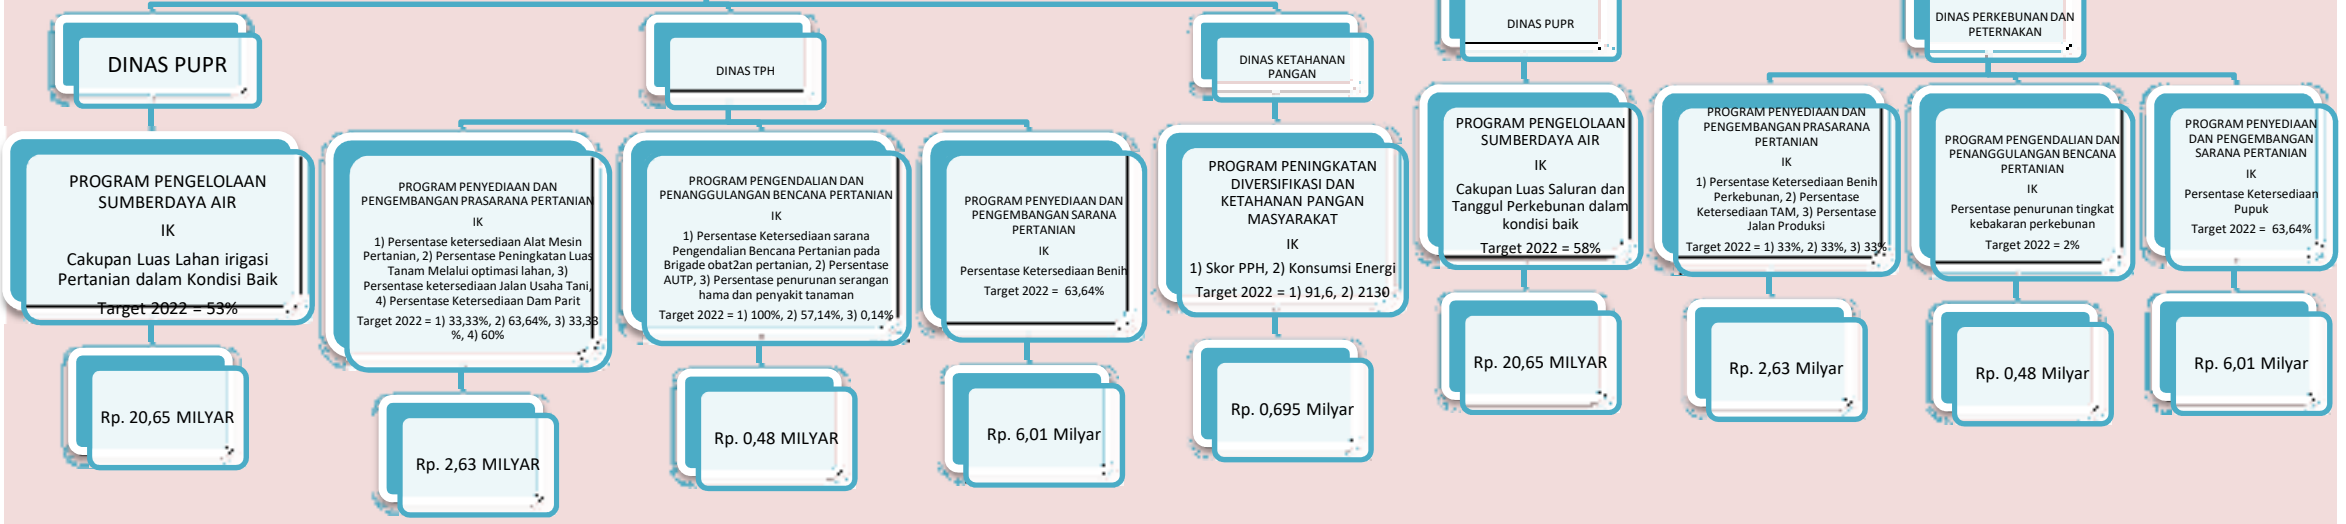 DINAS PUPR
PROGRAM PENGELOLAAN
SUMBERDAYA AIR
IK
Cakupan Luas Lahan irigasi
Pertanian dalam Kondisi Baik
Target 2022 = 53%
Rp. 20,65 MILYAR
DINAS TPH
PROGRAM PENYEDIAAN DAN
PENGEMBANGAN PRASARANA PERTANIAN
IK
1) Persentase ketersediaan Alat Mesin
Pertanian, 2) Persentase Peningkatan Luas
Tanam Melalui optimasi lahan, 3)
Persentase ketersediaan Jalan Usaha Tani,
4) Persentase Ketersediaan Dam Parit
Target 2022 = 1) 33,33%, 2) 63,64%, 3) 33,33
%, 4) 60%
Rp. 2,63 MILYAR
PROGRAM PENGENDALIAN DAN
PENANGGULANGAN BENCANA PERTANIAN
IK
1) Persentase Ketersediaan sarana
Pengendalian Bencana Pertanian pada
Brigade obat2an pertanian, 2) Persentase
AUTP, 3) Persentase penurunan serangan
hama dan penyakit tanaman
Target 2022 = 1) 100%, 2) 57,14%, 3) 0,14%
Rp. 0,48 MILYAR
PROGRAM PENYEDIAAN DAN
PENGEMBANGAN SARANA
PERTANIAN
IK
Persentase Ketersediaan Benih
Target 2022 = 63,64%
Rp. 6,01 Milyar
DINAS KETAHANAN
PANGAN
PROGRAM PENINGKATAN
DIVERSIFIKASI DAN
KETAHANAN PANGAN
MASYARAKAT
IK
1) Skor PPH, 2) Konsumsi Energi
Target 2022 = 1) 91,6, 2) 2130
Rp. 0,695 Milyar
DINAS PUPR
PROGRAM PENGELOLAAN
SUMBERDAYA AIR
IK
Cakupan Luas Saluran dan
Tanggul Perkebunan dalam
kondisi baik
Target 2022 = 58%
Rp. 20,65 MILYAR
DINAS PERKEBUNAN DAN
PETERNAKAN
PROGRAM PENYEDIAAN DAN
PENGEMBANGAN PRASARANA
PERTANIAN
IK
1) Persentase Ketersediaan Benih
Perkebunan, 2) Persentase
Ketersediaan TAM, 3) Persentase
Jalan Produksi
Target 2022 = 1) 33%, 2) 33%, 3) 33%
Rp. 2,63 Milyar
PROGRAM PENGENDALIAN DAN
PENANGGULANGAN BENCANA
PERTANIAN
IK
Persentase penurunan tingkat
kebakaran perkebunan
Target 2022 = 2%
Rp. 0,48 Milyar
PROGRAM PENYEDIAAN
DAN PENGEMBANGAN
SARANA PERTANIAN
IK
Persentase Ketersediaan
Pupuk
Target 2022 = 63,64%
Rp. 6,01 Milyar